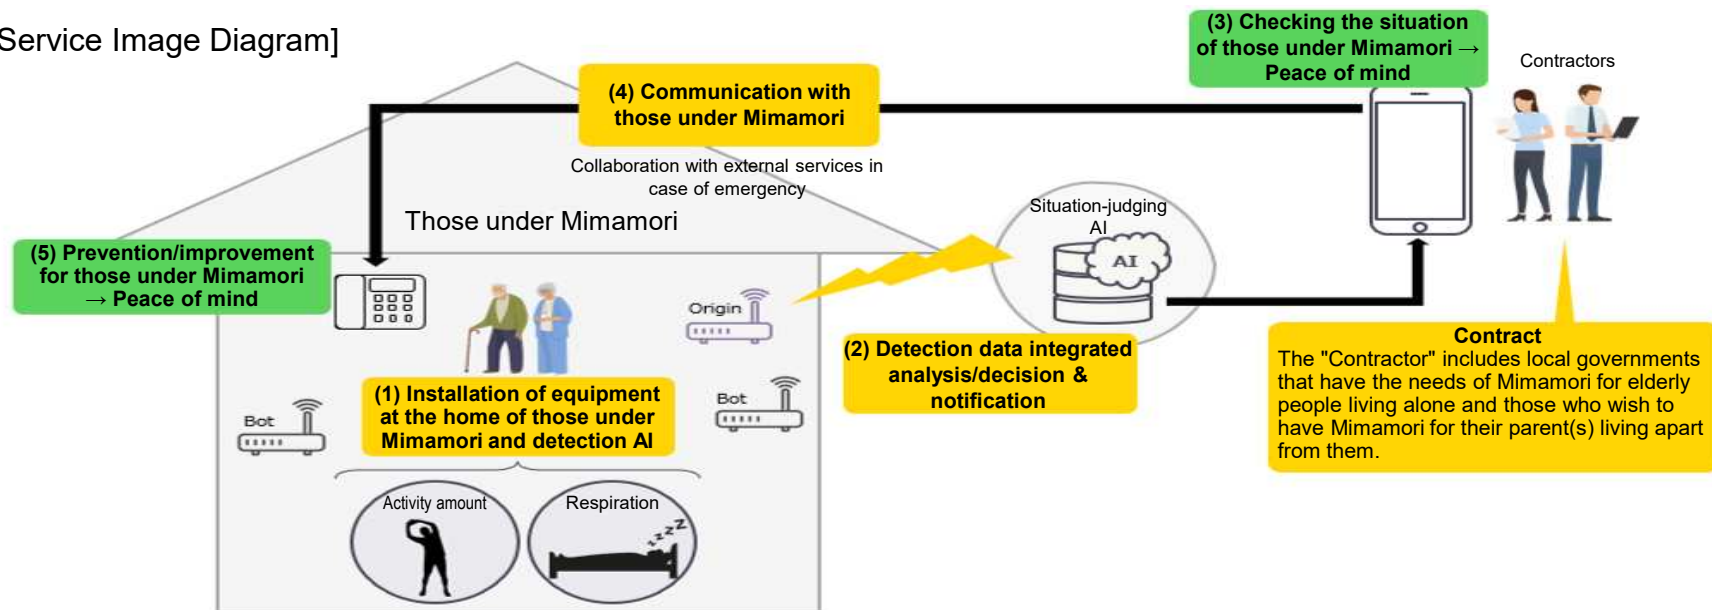 Service Image Diagram]
(3) Checking the situation
of those under Mimamori →
Peace of mind
Contractors
(4) Communication with
those under Mimamori
Collaboration with external services in
case of emergency
Those under Mimamori
Situation-judging
AI
AI
(5) Prevention/improvement
for those under Mimamori
→ Peace of mind
Origin
(2) Detection data integrated
analysis/decision &
notification
Contract
The "Contractor" includes local governments
that have the needs of Mimamori for elderly
people living alone and those who wish to
have Mimamori for their parent(s) living apart
from them.
(1) Installation of equipment
at the home of those under
Mimamori and detection AI
Bot
Bot
Activity amount
Respiration
zzzZZ